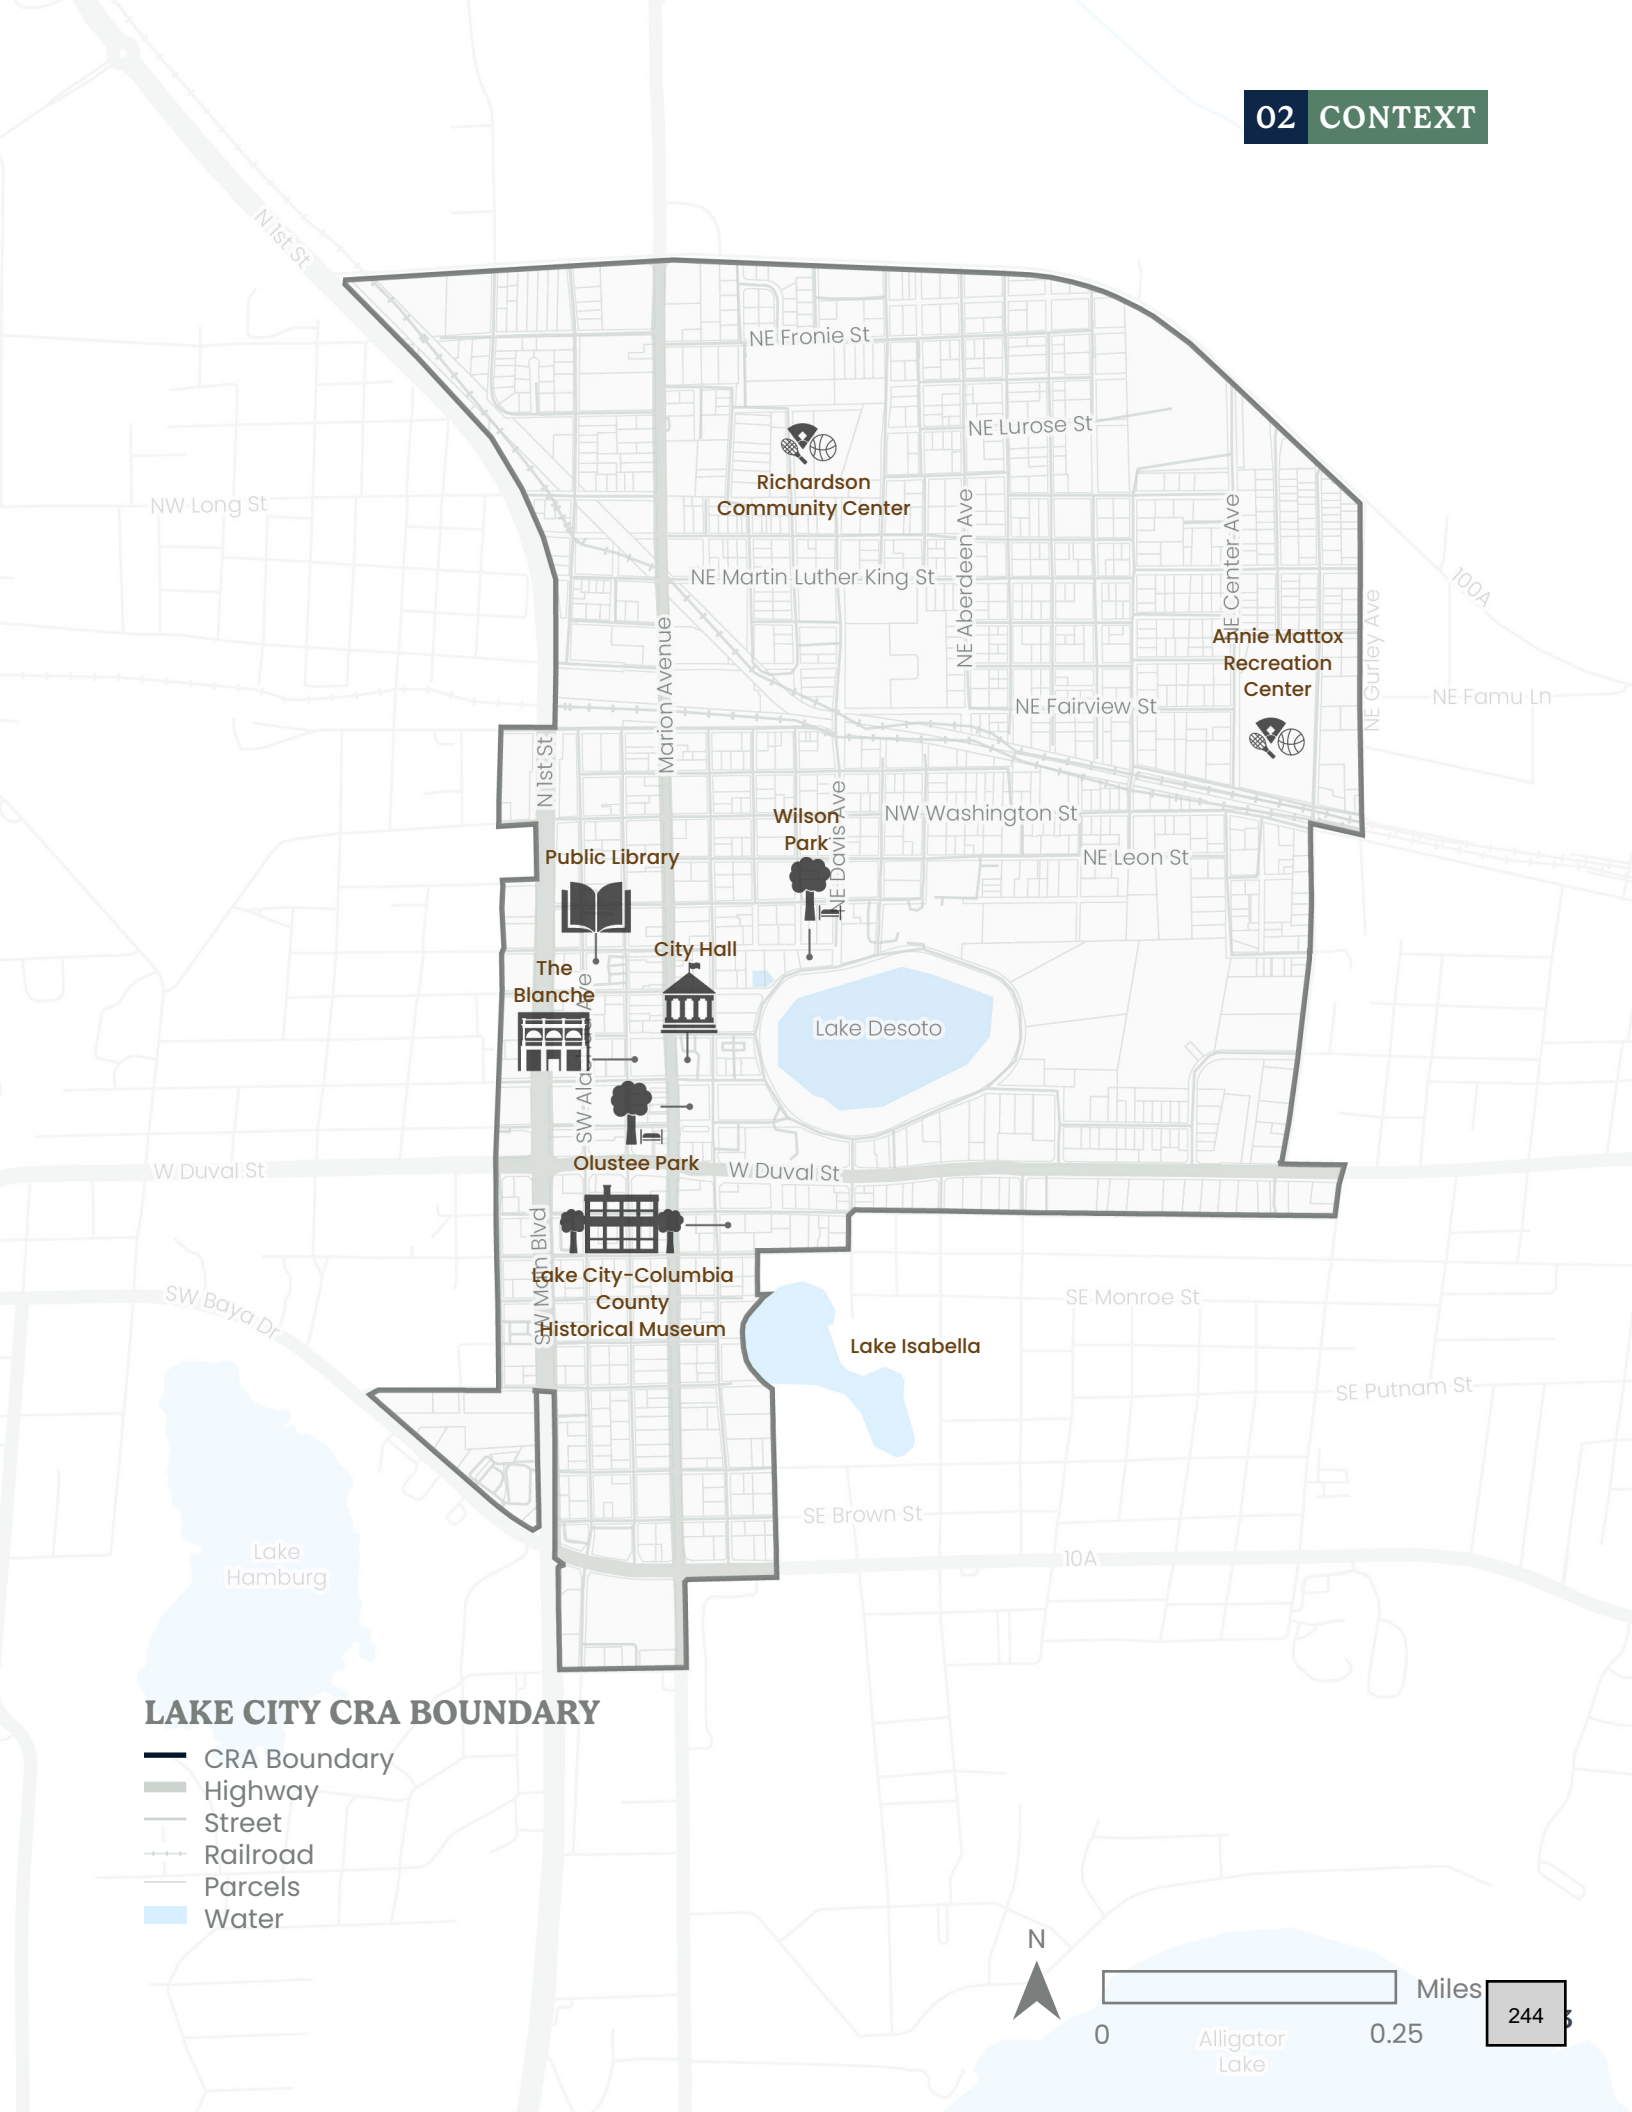 02 CONTEXT
N 1st St
NE Fronie St
NE Lurose St
Richardson
Community Center
NW Long St
NE Aberdeen Ave
NE Center Ave
NE Martin Luther King St
100A
NE Gurley Ave
Annie Mattox
Recreation
Center
Marion Avenue
NE Famu Ln
NE Fairview St
N 1st St
NE Davis Ave
Wilson
Park
NW Washington St
Public Library
NE Leon St
City Hall
The
Blanche
Lake Desoto
Olustee Park
W Duval St
W Duval St
SW Main Blvd
Lake City-Columbia
County
Historical Museum
SW Baya Dr
SE Monroe St
Lake Isabella
SE Putnam St
SE Brown St
Lake
Hamburg
10A
LAKE CITY CRA BOUNDARY
CRA Boundary
Highway
Street
Railroad
Parcels
Water
N
Miles
0
0.25
Alligator
Lake
244